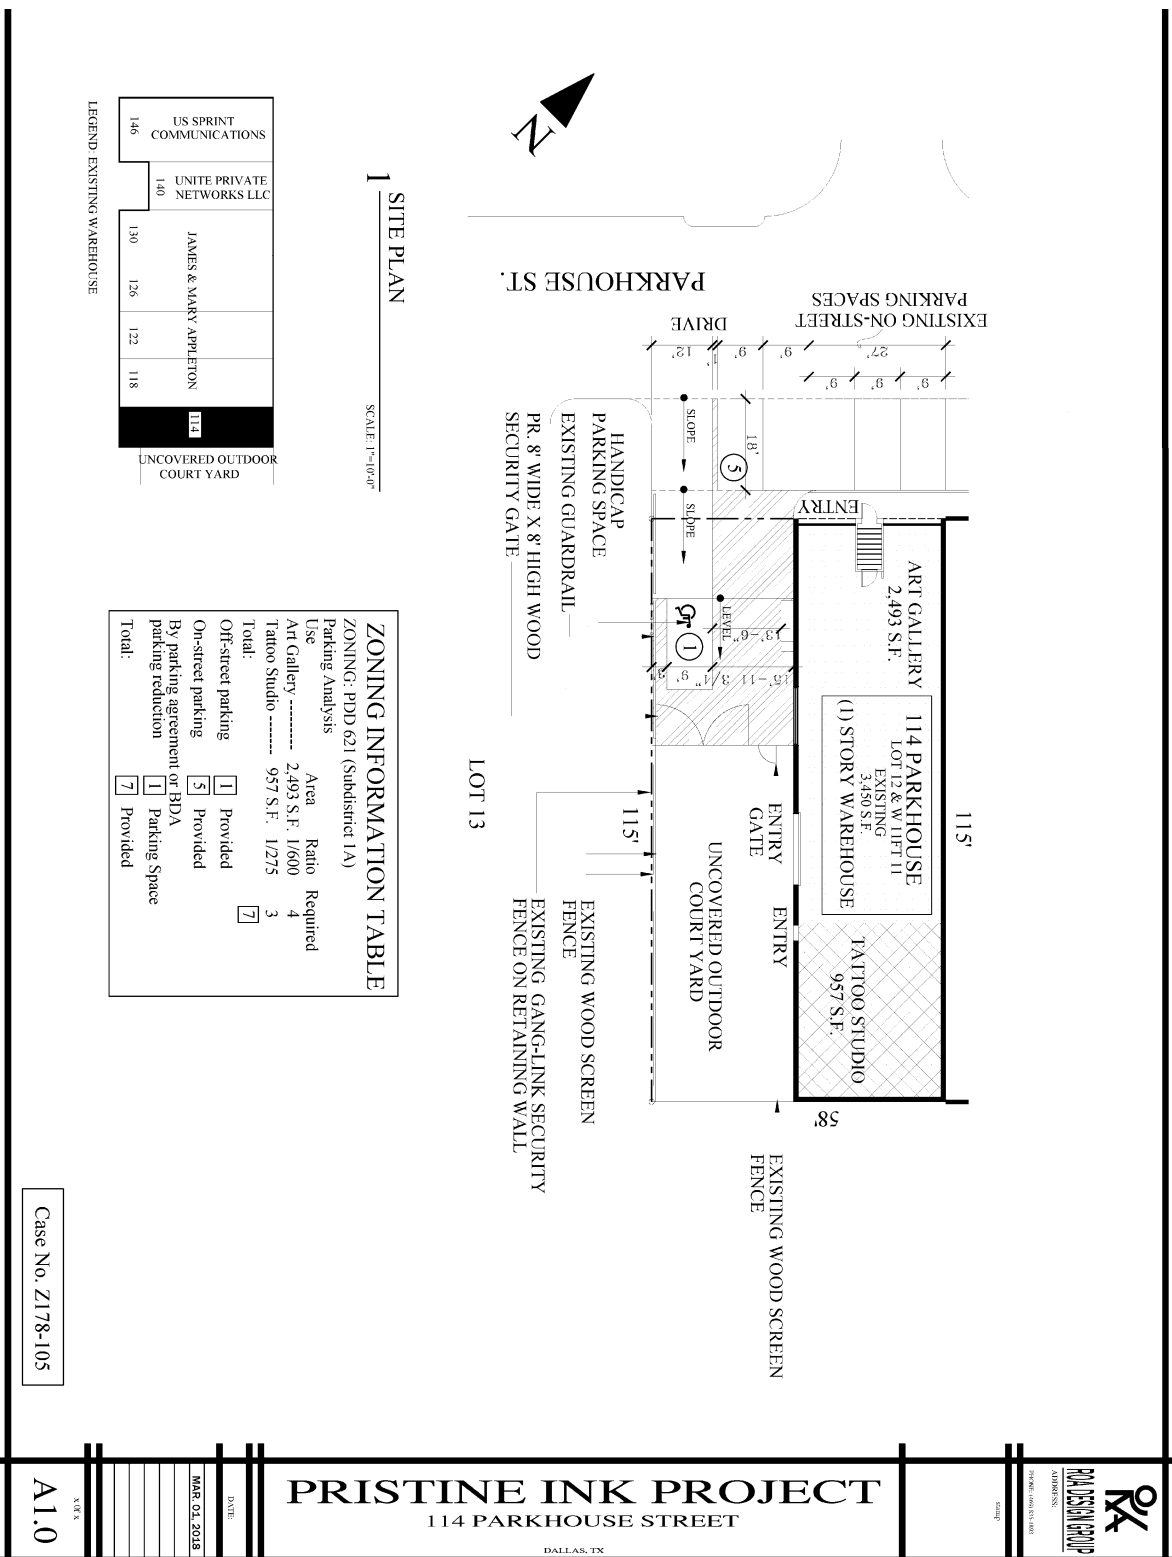 N
PARKHOUSE ST.
EXISTING ON-STREET
PARKING SPACES
DRIVE
12'
1'
9'
9'
27'
9'
9'
9'
18'
5
SLOPE
SLOPE
LEVEL
ENTRY
HANDICAP
PARKING SPACE
EXISTING GUARDRAIL
PR. 8' WIDE X 8' HIGH WOOD
SECURITY GATE
ART GALLERY
2,493 S.F.
114 PARKHOUSE
LOT 12 & W 11FT 11
EXISTING
3,450 S.F.
(1) STORY WAREHOUSE
115'
1
13'-6"
15'-11 3/4"
9'
3'
ENTRY
GATE
ENTRY
TATTOO STUDIO
957 S.F.
58'
UNCOVERED OUTDOOR
COURT YARD
115'
LOT 13
EXISTING WOOD SCREEN
FENCE
EXISTING GANG-LINK SECURITY
FENCE ON RETAINING WALL
EXISTING WOOD SCREEN
FENCE
1 SITE PLAN
SCALE: 1"=10'-0"
US SPRINT
COMMUNICATIONS
146
UNITE PRIVATE
NETWORKS LLC
140
JAMES & MARY APPLETON
130
126
122
118
114
UNCOVERED OUTDOOR
COURT YARD
LEGEND: EXISTING WAREHOUSE
ZONING INFORMATION TABLE
ZONING: PDD 621 (Subdistrict 1A)
Parking Analysis
Use Area Ratio Required
Art Gallery --------- 2,493 S.F. 1/600 4
Tattoo Studio ------- 957 S.F. 1/275 3
Total: 7
Off-street parking 1 Provided
On-street parking 5 Provided
By parking agreement or BDA
parking reduction 1 Parking Space
Total: 7 Provided
Case No. Z178-105
ROA DESIGN GROUP
ADDRESS:
stamp
PRISTINE INK PROJECT
114 PARKHOUSE STREET
DALLAS, TX
DATE:
MAR. 01, 2018
x of x
A1.0